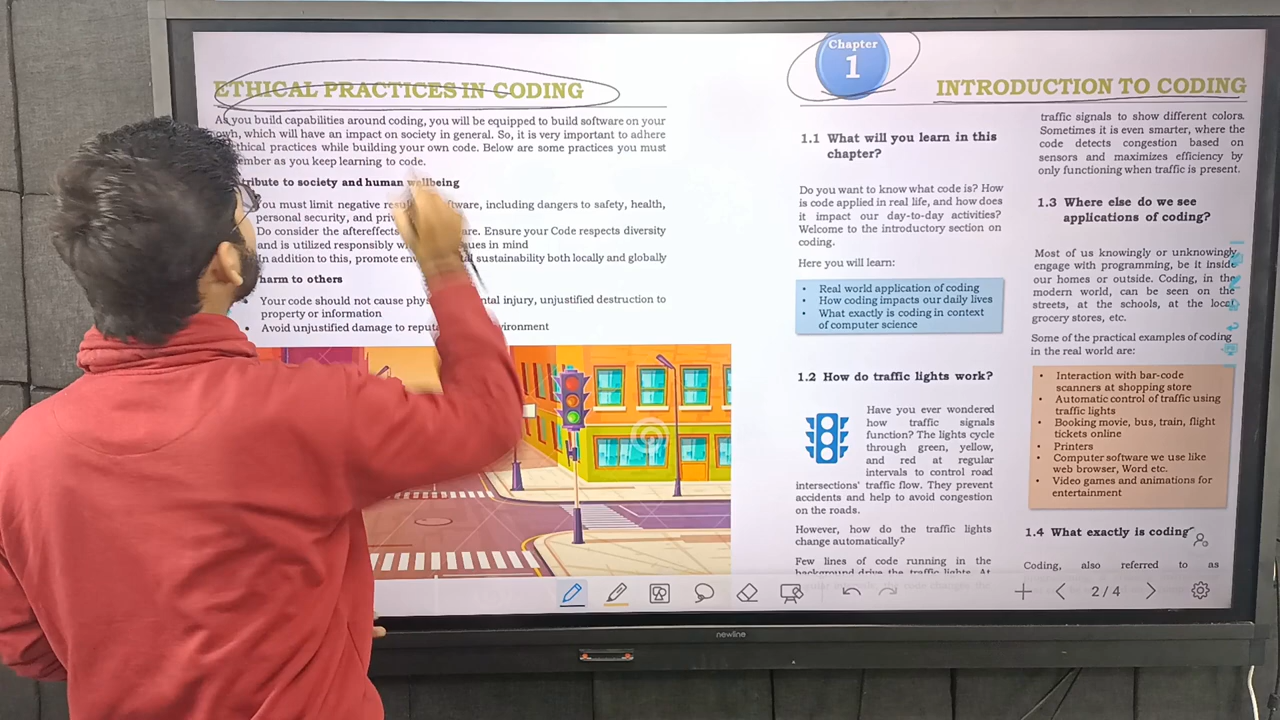 ETHICAL PRACTICES IN CODING
As you build capabilities around coding, you will be equipped to build software on your
own, which will have an impact on society in general. So, it is very important to adhere
ethical practices while building your own code. Below are some practices you must
as you keep learning to code.
to society and human wellbeing
You must limit negative including dangers to safety, health,
personal security, and
Do consider the aftereffects Ensure your Code respects diversity
and is utilized responsibly in mind
In addition to this, promote sustainability both locally and globally
harm to others
• Your code should not cause injury, unjustified destruction to
property or information
• Avoid unjustified damage to
Chapter
1
INTRODUCTION TO CODING
1.1 What will you learn in this
chapter?
Do you want to know what code is? How
is code applied in real life, and how does
it impact our day-to-day activities?
Welcome to the introductory section on
coding.
Here you will learn:
• Real world application of coding
• How coding impacts our daily lives
• What exactly is coding in context
of computer science
1.2 How do traffic lights work?
Have you ever wondered
how traffic signals
function? The lights cycle
through green, yellow,
and red at regular
intervals to control road
intersections' traffic flow. They prevent
accidents and help to avoid congestion
on the roads.
However, how do the traffic lights
change automatically?
Few lines of code running in the
background drive the traffic lights. At
traffic signals to show different colors.
Sometimes it is even smarter, where the
code detects congestion based on
sensors and maximizes efficiency by
only functioning when traffic is present.
1.3 Where else do we see
applications of coding?
Most of us knowingly or unknowingly
engage with programming, be it inside
our homes or outside. Coding, in the
modern world, can be seen on the
streets, at the schools, at the local
grocery stores, etc.
Some of the practical examples of coding
in the real world are:
• Interaction with bar-code
scanners at shopping store
• Automatic control of traffic using
traffic lights
• Booking movie, bus, train, flight
tickets online
• Printers
• Computer software we use like
web browser, Word etc.
• Video games and animations for
entertainment
1.4 What exactly is coding
Coding, also referred to as
2/4
newline